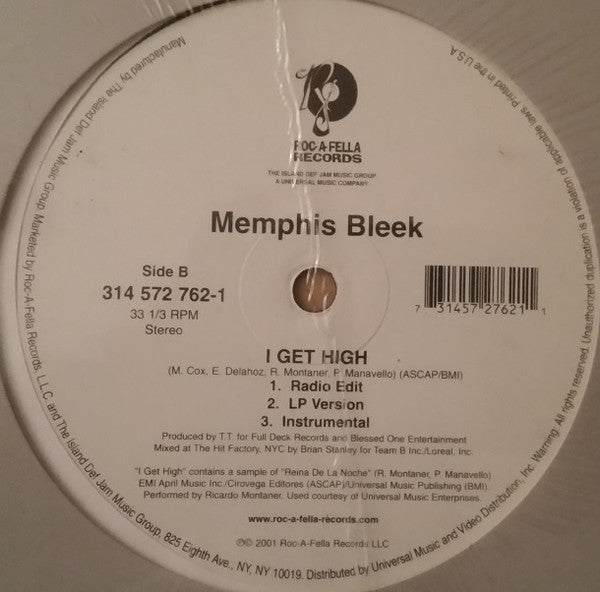 ROC-A-FELLA
RECORDS
THE ISLAND DEF JAM MUSIC GROUP
A UNIVERSAL MUSIC COMPANY
Memphis Bleek
Side B
314 572 762-1
33 1/3 RPM
Stereo
7 31457 27621 1
I GET HIGH
(M. Cox, E. Delahoz, R. Montaner, P. Manavello) (ASCAP/BMI)
1. Radio Edit
2. LP Version
3. Instrumental
Produced by T.T. for Full Deck Records and Blessed One Entertainment
Mixed at The Hit Factory, NYC by Brian Stanley for Team B Inc./Loreal, Inc.
"I Get High" contains a sample of "Reina De La Noche" (R. Montaner, P. Manavello)
EMI April Music Inc./Cirovega Editores (ASCAP)/Universal Music Publishing (BMI)
Performed by Ricardo Montaner. Used courtesy of Universal Music Enterprises.
www.roc-a-fella-records.com
℗© 2001 Roc-A-Fella Records LLC
Manufactured by The Island Def Jam Music Group. Marketed by Roc-A-Fella Records, LLC, and The Island Def Jam Music Group, 825 Eighth Ave., NY, NY 10019. Distributed by Universal Music and Video Distribution, Inc. Warning. All rights reserved. Unauthorized duplication is a violation of applicable laws. Printed in the U.S.A